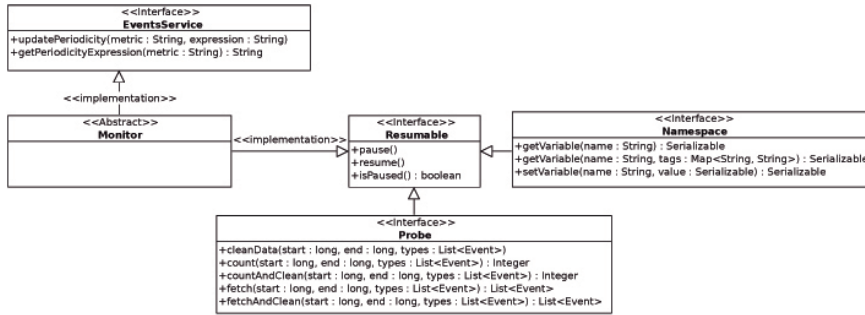 <<Interface>>
EventsService
+updatePeriodicity(metric : String, expression : String)
+getPeriodicityExpression(metric : String) : String
<<implementation>>
<<Abstract>>
Monitor
<<implementation>>
<<Interface>>
Resumable
+pause()
+resume()
+isPaused() : boolean
<<Interface>>
Namespace
+getVariable(name : String) : Serializable
+getVariable(name : String, tags : Map<String, String>) : Serializable
+setVariable(name : String, value : Serializable) : Serializable
<<Interface>>
Probe
+cleanData(start : long, end : long, types : List<Event>)
+count(start : long, end : long, types : List<Event>) : Integer
+countAndClean(start : long, end : long, types : List<Event>) : Integer
+fetch(start : long, end : long, types : List<Event>) : List<Event>
+fetchAndClean(start : long, end : long, types : List<Event>) : List<Event>